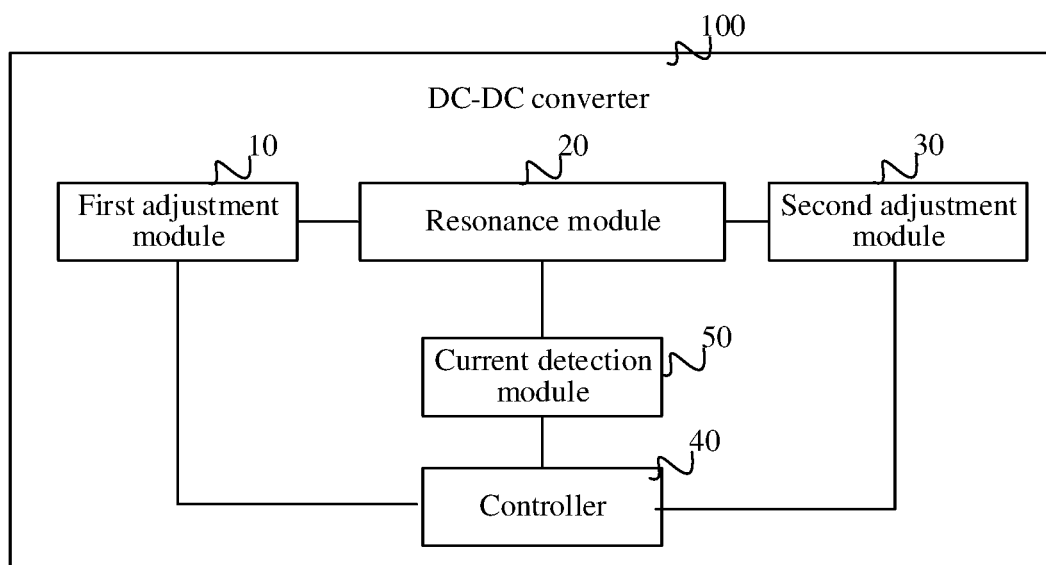 100
DC-DC converter
10
20
30
First adjustment
module
Resonance module
Second adjustment
module
50
Current detection
module
40
Controller